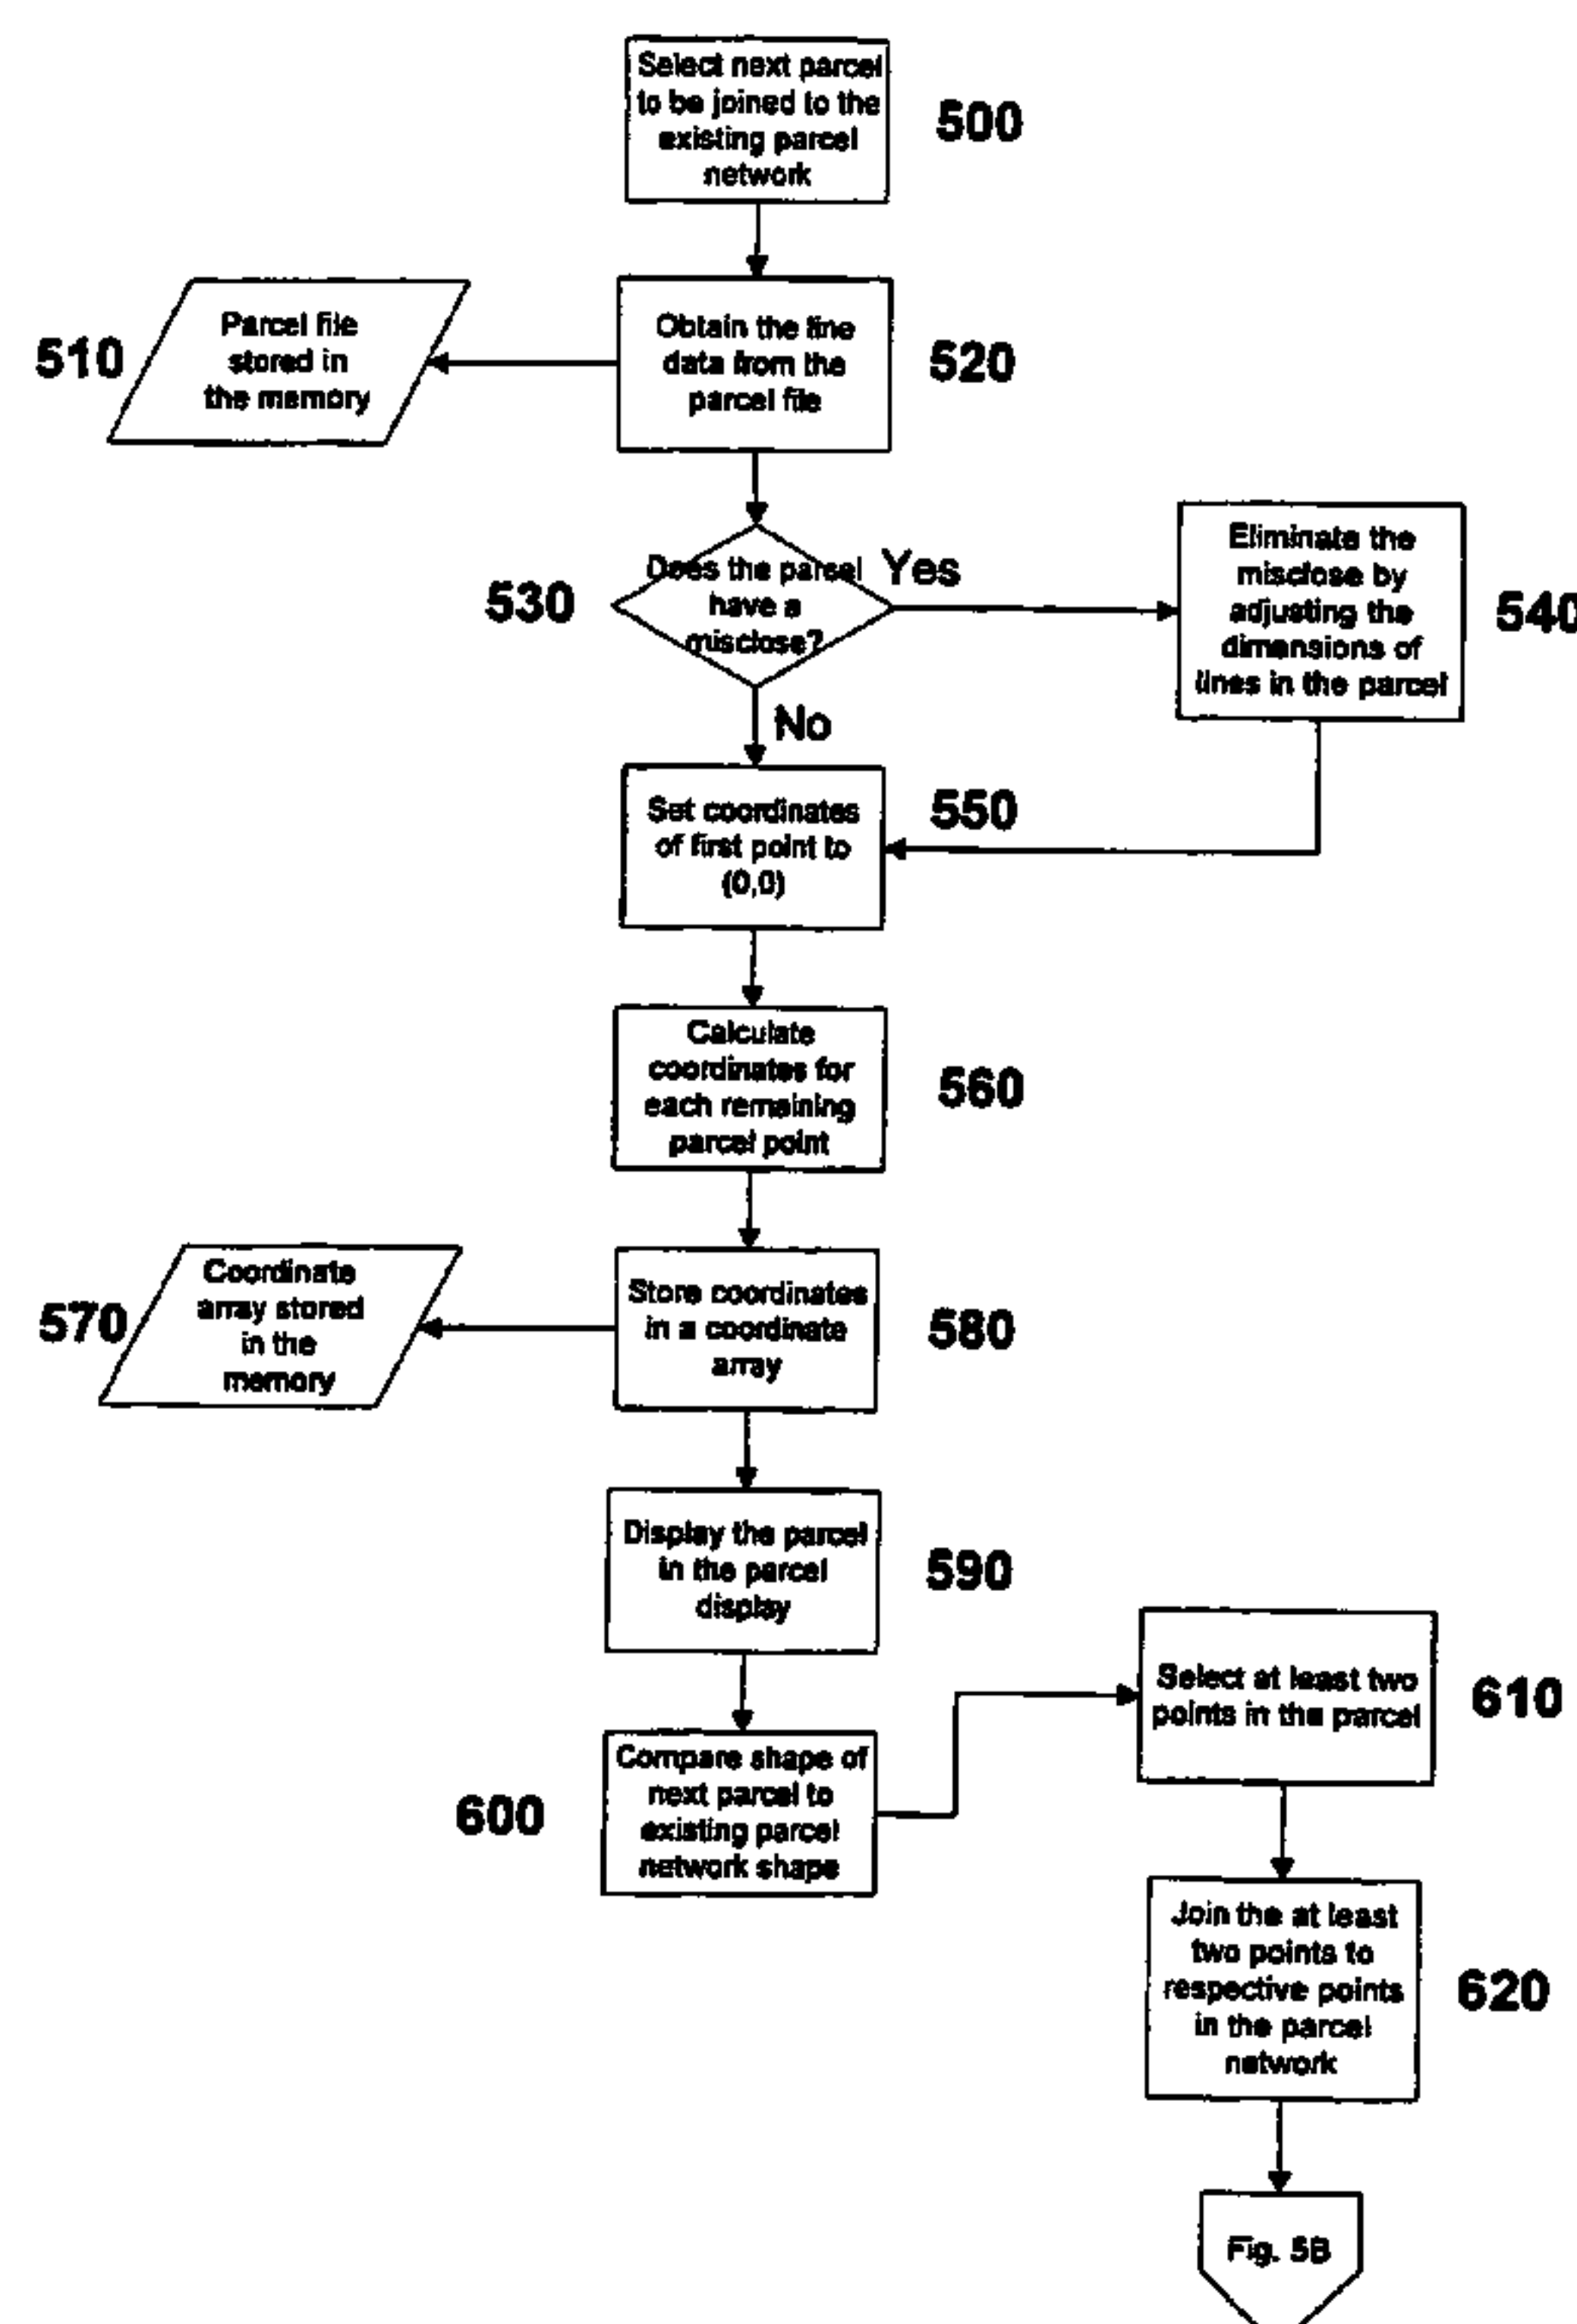 Select next parcel
to be joined to the
existing parcel
network
500
510
Parcel file
stored in
the memory
Obtain the line
data from the
parcel file
520
530
Does the parcel
have a
misclose?
Yes
Eliminate the
misclose by
adjusting the
dimensions of
lines in the parcel
540
No
Set coordinates
of first point to
(0,0)
550
Calculate
coordinates for
each remaining
parcel point
560
570
Coordinate
array stored
in the
memory
Store coordinates
in a coordinate
array
580
Display the parcel
in the parcel
display
590
600
Compare shape of
next parcel to
existing parcel
network shape
Select at least two
points in the parcel
610
Join the at least
two points to
respective points
in the parcel
network
620
Fig. 5B